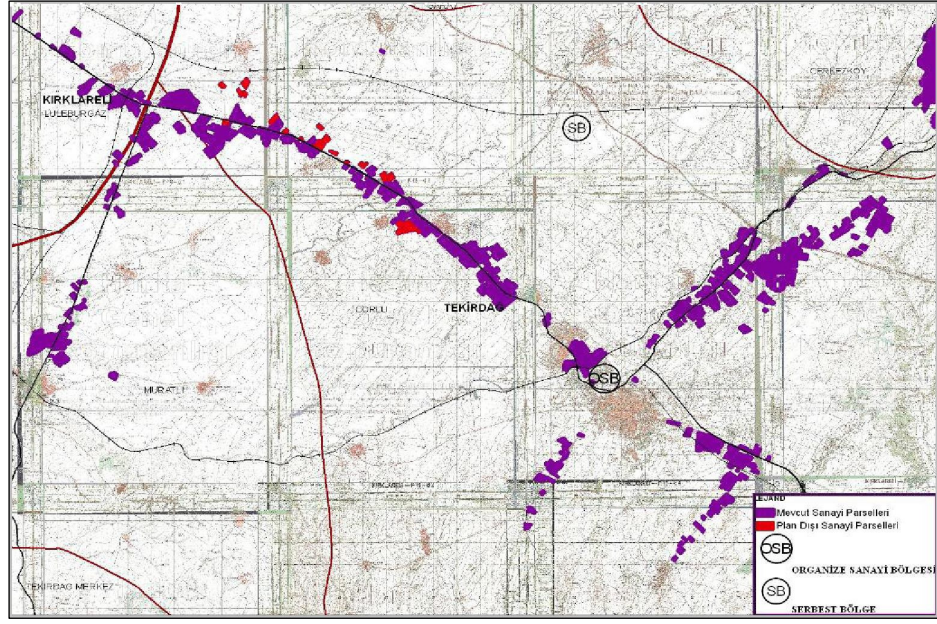 ÇERKEZKÖY
KIRKLARELİ
LÜLEBURGAZ
SB
TEKİRDAĞ
ÇORLU
OSB
MURATLI
TEKİRDAĞ MERKEZ
LEJAND
Mevcut Sanayi Parselleri
Plan Dışı Sanayi Parselleri
OSB
ORGANİZE SANAYİ BÖLGESİ
SB
SERBEST BÖLGE